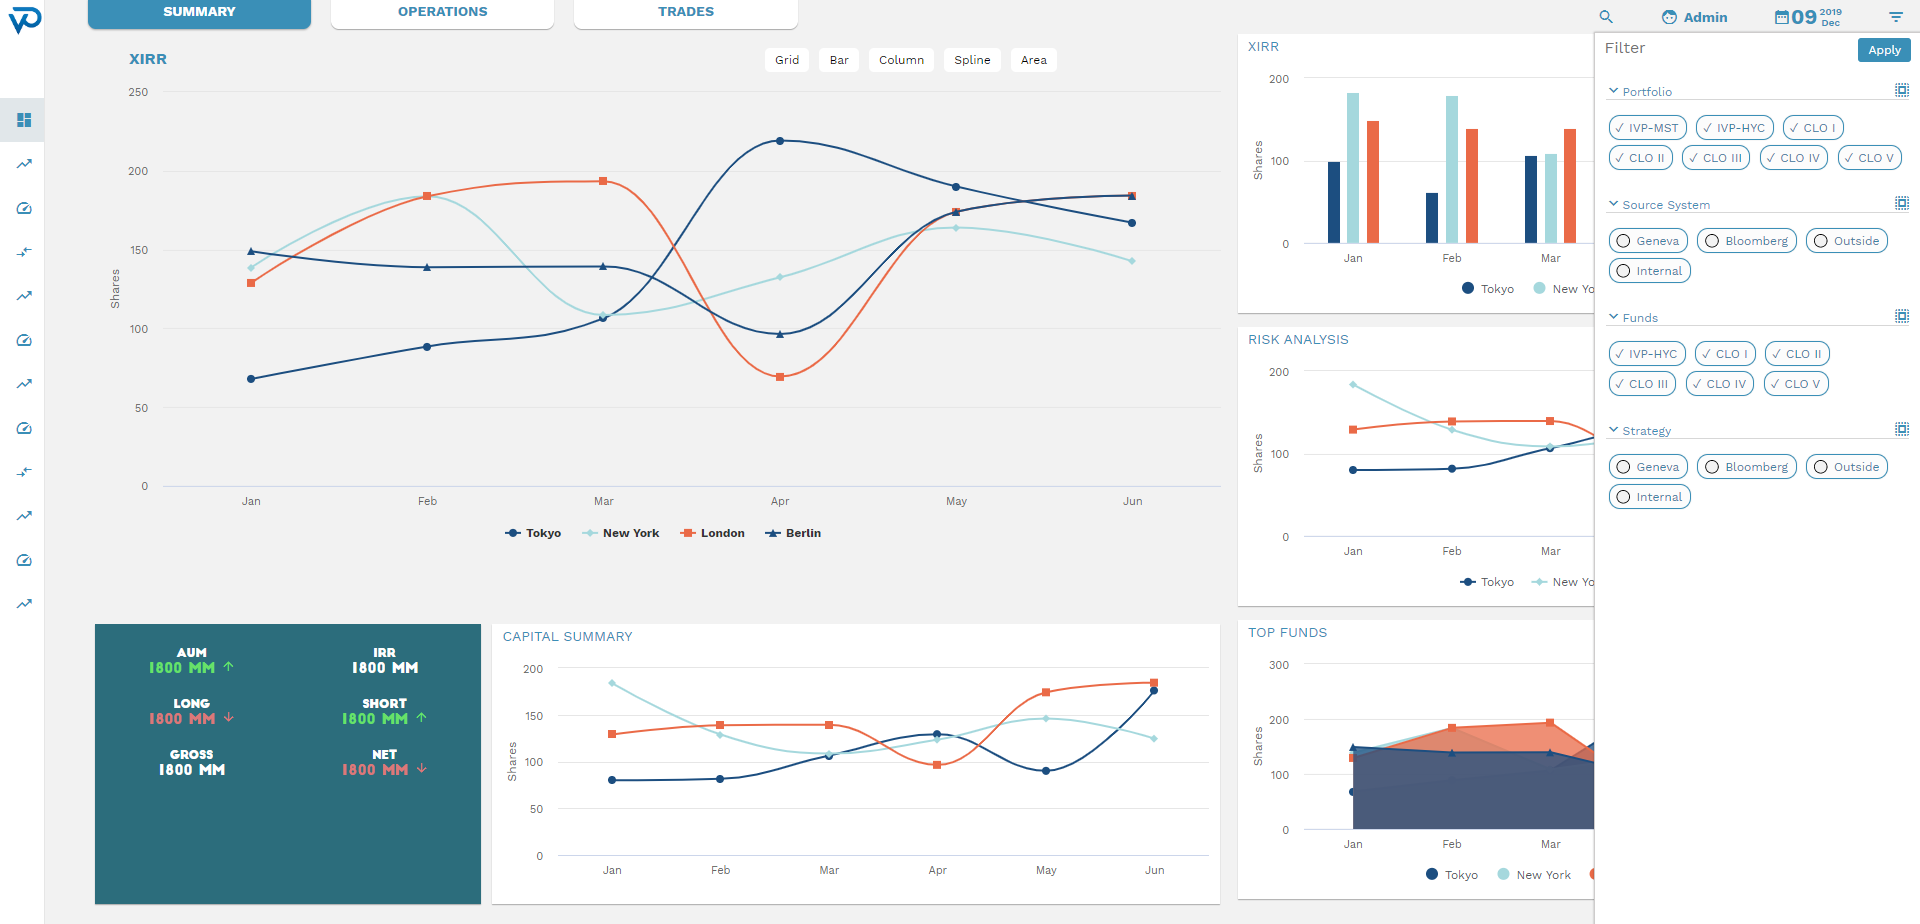 SUMMARY
OPERATIONS
TRADES
Admin
09 2019 Dec
XIRR
Grid
Bar
Column
Spline
Area
250
200
150
100
50
0
Shares
Jan Feb Mar Apr May Jun
Tokyo New York London Berlin
AUM
1800 MM
IRR
1800 MM
LONG
1800 MM
SHORT
1800 MM
GROSS
1800 MM
NET
1800 MM
CAPITAL SUMMARY
200
150
100
50
0
Shares
Jan Feb Mar Apr May Jun
XIRR
200
100
0
Shares
Jan Feb Mar
Tokyo New Yo
RISK ANALYSIS
200
100
0
Shares
Jan Feb Mar
Tokyo New Yo
TOP FUNDS
300
200
100
0
Shares
Jan Feb Mar
Tokyo New York
Filter
Apply
Portfolio
✓ IVP-MST ✓ IVP-HYC ✓ CLO I
✓ CLO II ✓ CLO III ✓ CLO IV ✓ CLO V
Source System
Geneva Bloomberg Outside
Internal
Funds
✓ IVP-HYC ✓ CLO I ✓ CLO II
✓ CLO III ✓ CLO IV ✓ CLO V
Strategy
Geneva Bloomberg Outside
Internal